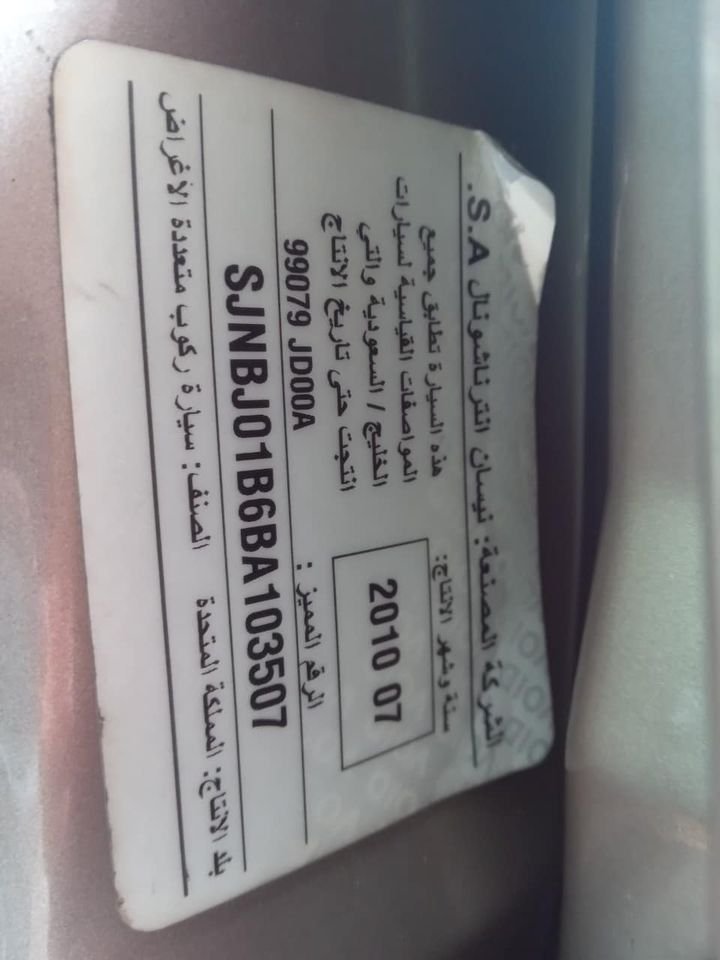 الشركة المصنعة: نيسان انترناشونال S.A.
سنة وشهر الانتاج:
2010 07
هذه السيارة تطابق جميع
المواصفات القياسية لسيارات
الخليج / السعودية والتي
انتجت حتى تاريخ الانتاج
الرقم المميز :
99079 JD00A
SJNBJ01B6BA103507
بلد الانتاج: المملكة المتحدة الصنف: سيارة ركوب متعددة الأغراض